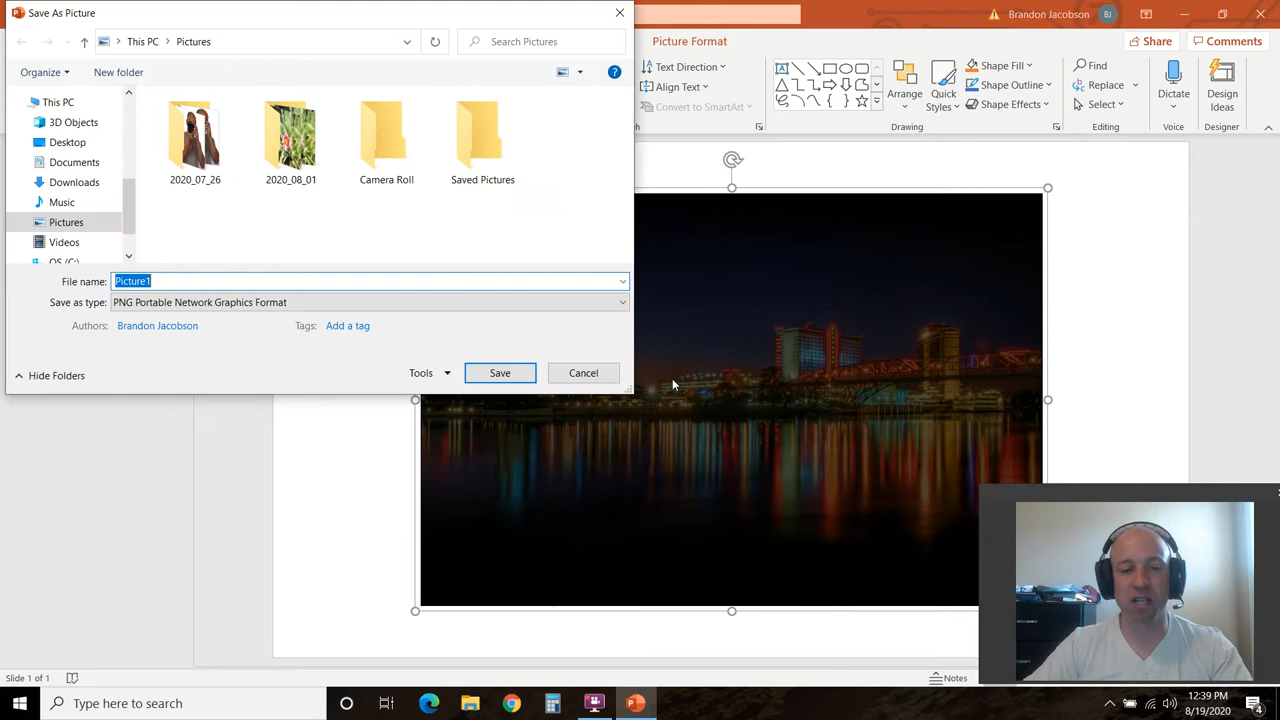 Save As Picture
This PC
Pictures
Search Pictures
Organize
New folder
This PC
3D Objects
Desktop
Documents
Downloads
Music
Pictures
Videos
OS (C:)
2020_07_26
2020_08_01
Camera Roll
Saved Pictures
File name:
Picture1
Save as type:
PNG Portable Network Graphics Format
Authors:
Brandon Jacobson
Tags:
Add a tag
Hide Folders
Tools
Save
Cancel
Brandon Jacobson
BJ
Picture Format
Share
Comments
Text Direction
Align Text
Convert to SmartArt
Arrange
Quick
Styles
Shape Fill
Shape Outline
Shape Effects
Drawing
Find
Replace
Select
Editing
Dictate
Voice
Design
Ideas
Designer
Slide 1 of 1
Notes
Type here to search
12:39 PM
8/19/2020
4